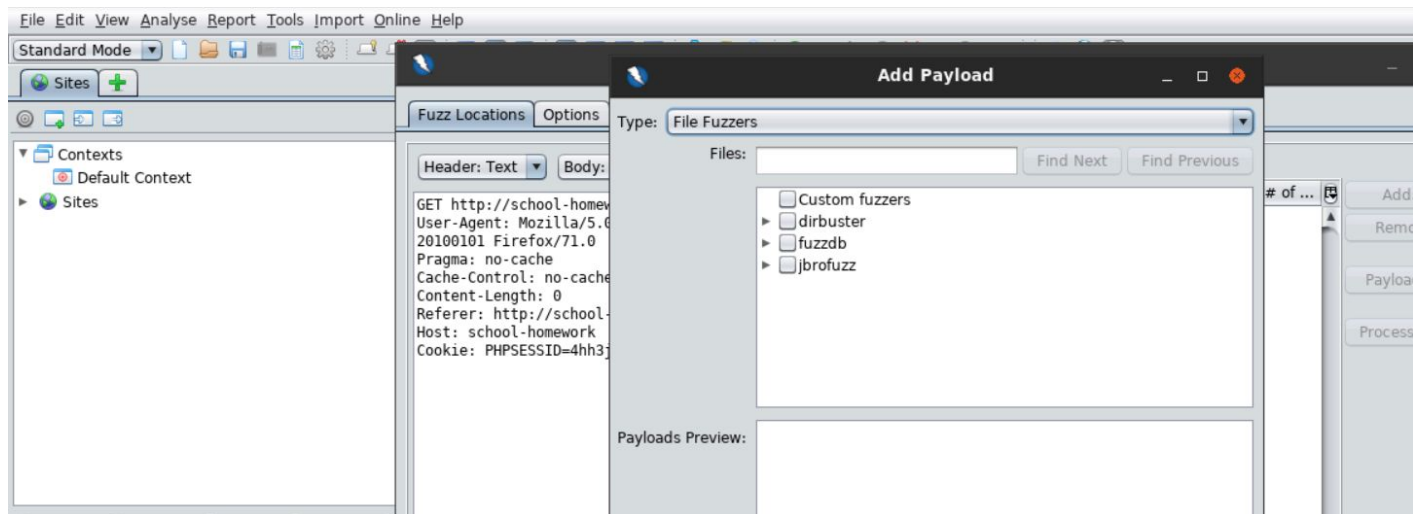 File Edit View Analyse Report Tools Import Online Help
Standard Mode
Sites
Contexts
Default Context
Sites
Fuzz Locations Options
Header: Text Body:
GET http://school-homew
User-Agent: Mozilla/5.0
20100101 Firefox/71.0
Pragma: no-cache
Cache-Control: no-cache
Content-Length: 0
Referer: http://school-
Host: school-homework
Cookie: PHPSESSID=4hh3j
Add Payload
Type: File Fuzzers
Files: Find Next Find Previous
Custom fuzzers
dirbuster
fuzzdb
jbrofuzz
Payloads Preview:
# of ...
Add
Remo
Payloa
Process